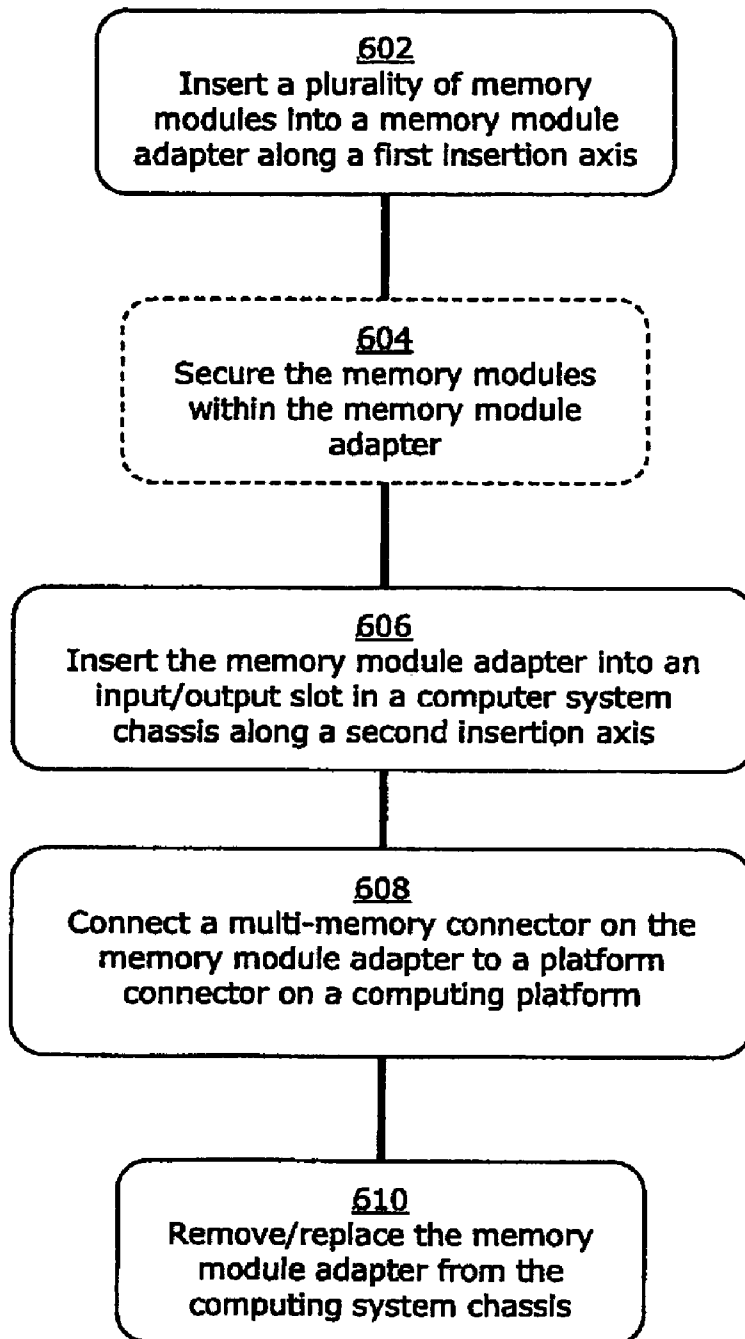 602
Insert a plurality of memory
modules into a memory module
adapter along a first insertion axis
604
Secure the memory modules
within the memory module
adapter
606
Insert the memory module adapter into an
input/output slot in a computer system
chassis along a second insertion axis
608
Connect a multi-memory connector on the
memory module adapter to a platform
connector on a computing platform
610
Remove/replace the memory
module adapter from the
computing system chassis